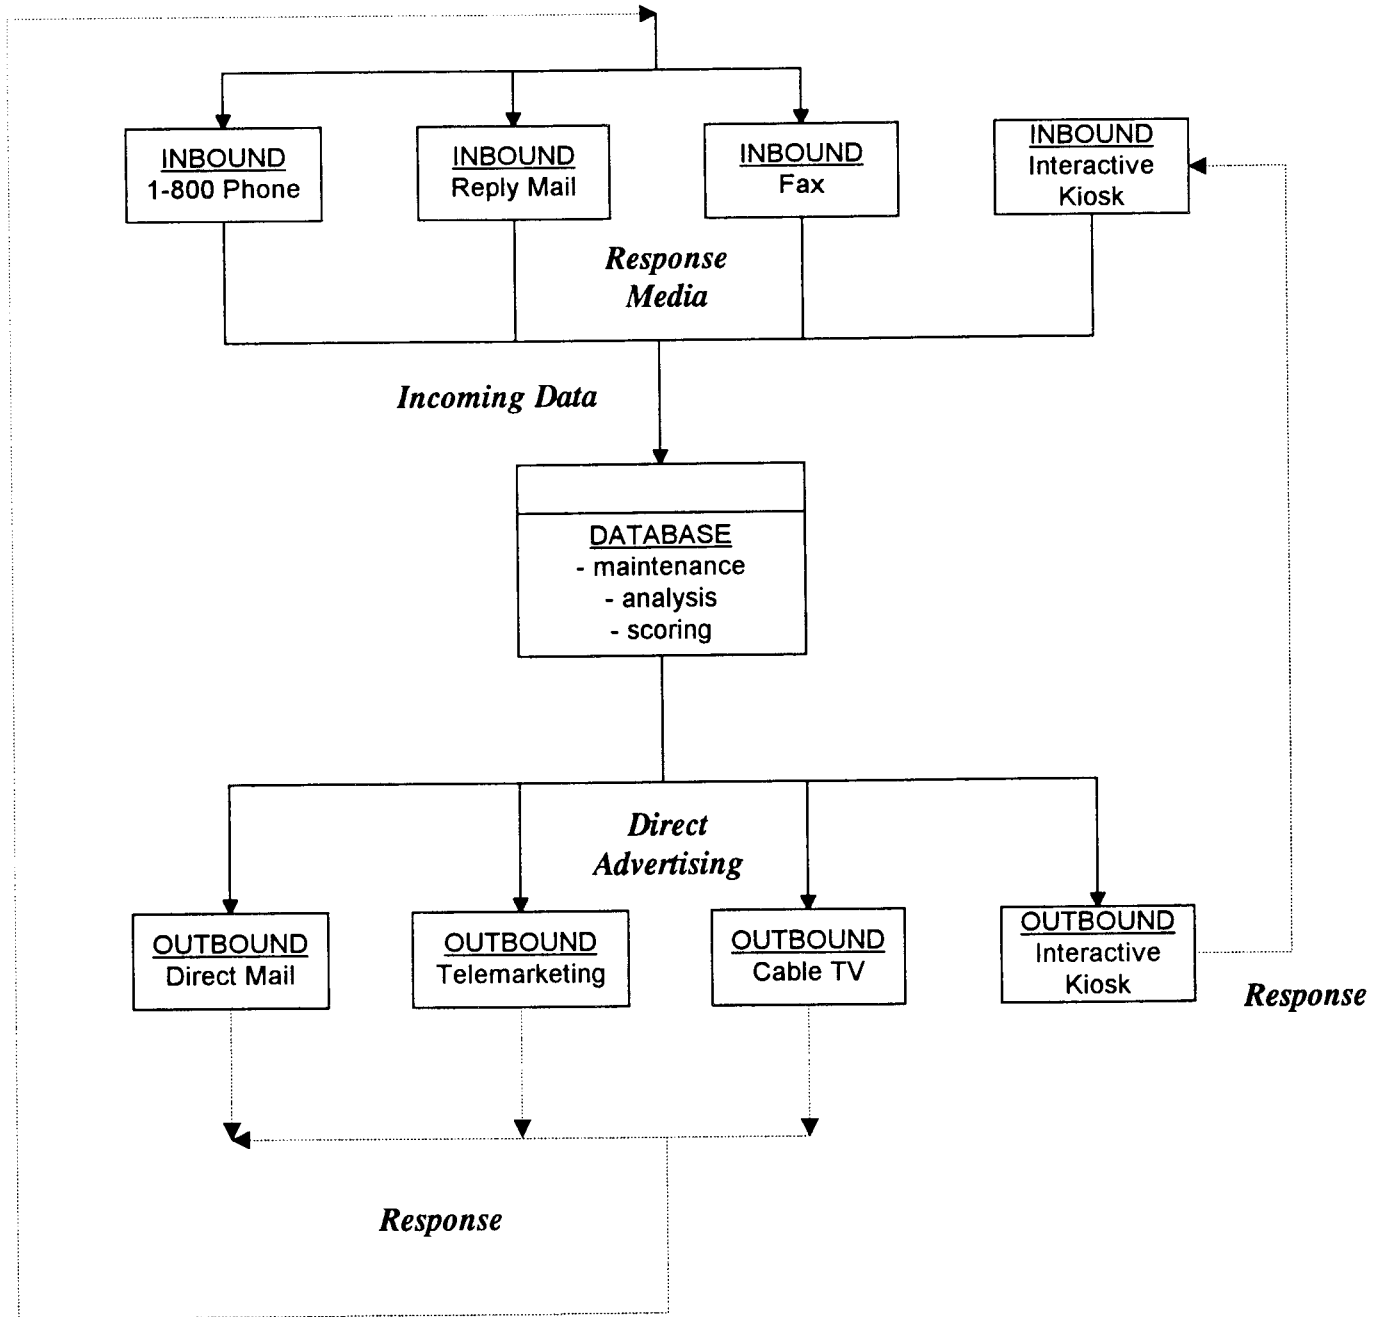 INBOUND
1-800 Phone
INBOUND
Reply Mail
INBOUND
Fax
INBOUND
Interactive
Kiosk
Response
Media
Incoming Data
DATABASE
- maintenance
- analysis
- scoring
Direct
Advertising
OUTBOUND
Direct Mail
OUTBOUND
Telemarketing
OUTBOUND
Cable TV
OUTBOUND
Interactive
Kiosk
Response
Response